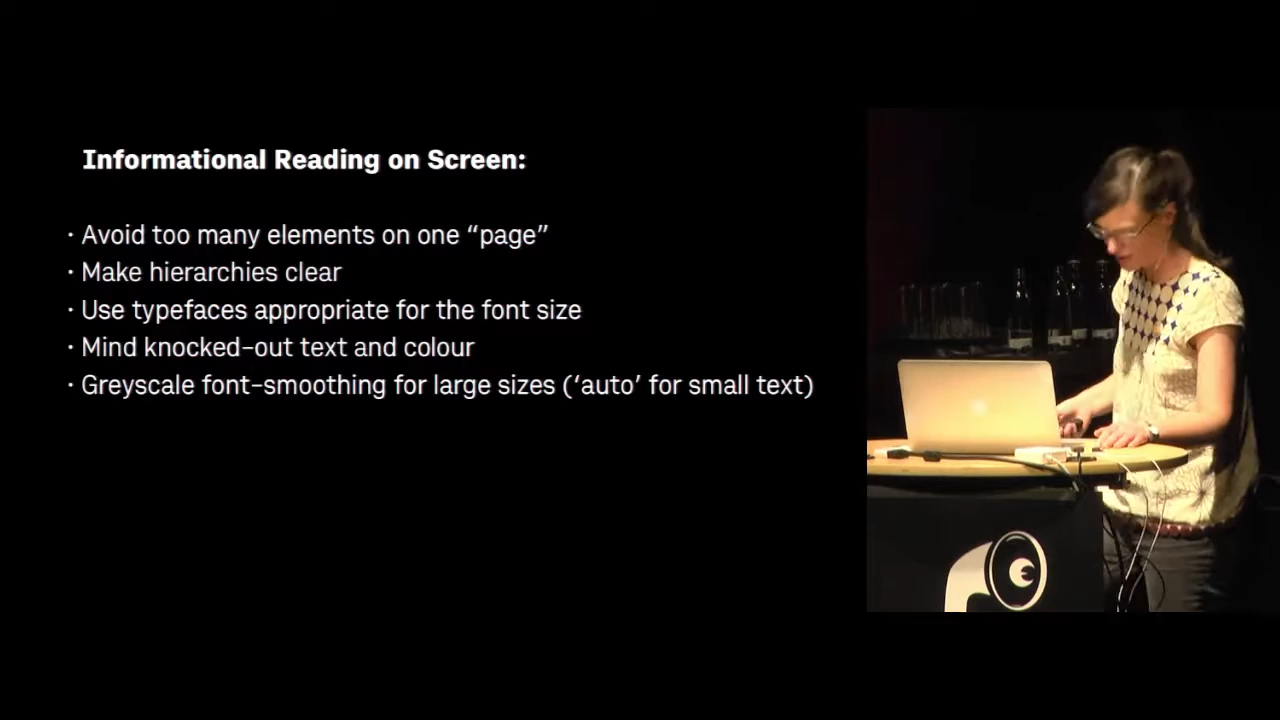 Informational Reading on Screen:
· Avoid too many elements on one “page”
· Make hierarchies clear
· Use typefaces appropriate for the font size
· Mind knocked-out text and colour
· Greyscale font-smoothing for large sizes (‘auto’ for small text)